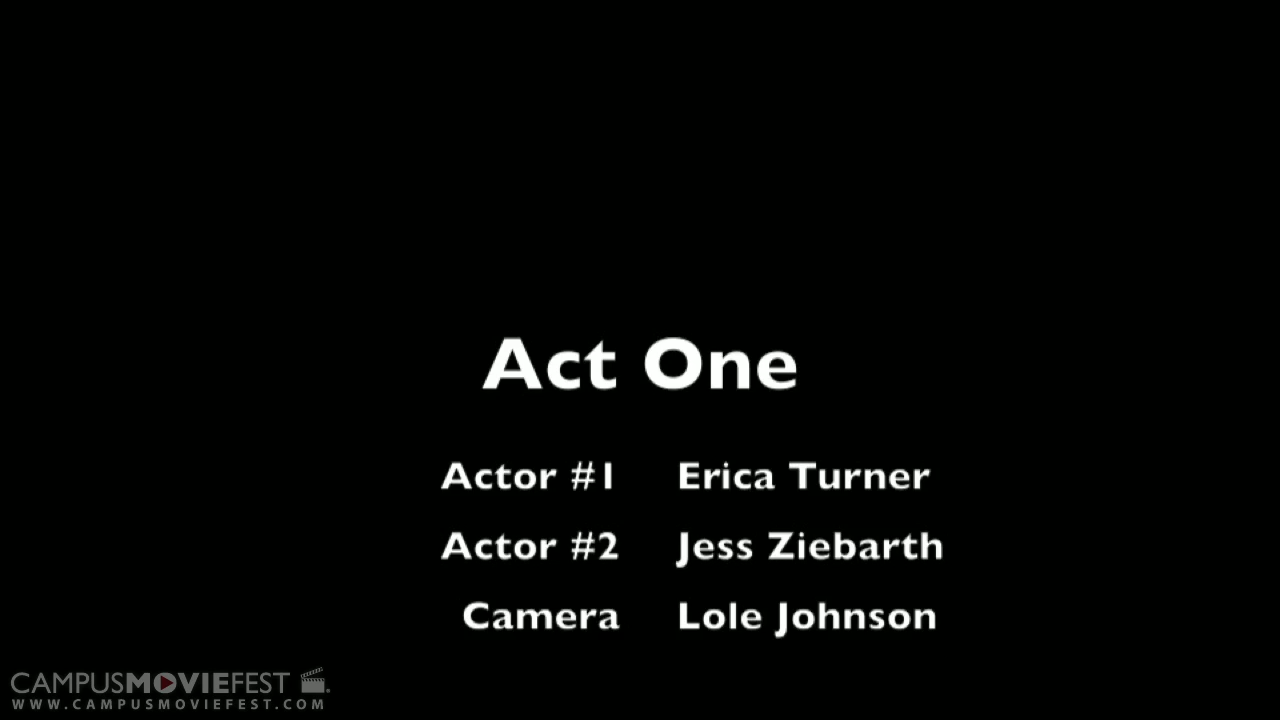 Act One
Actor #1 Erica Turner
Actor #2 Jess Ziebarth
Camera Lole Johnson
CAMPUSMOVIEFEST
WWW.CAMPUSMOVIEFEST.COM